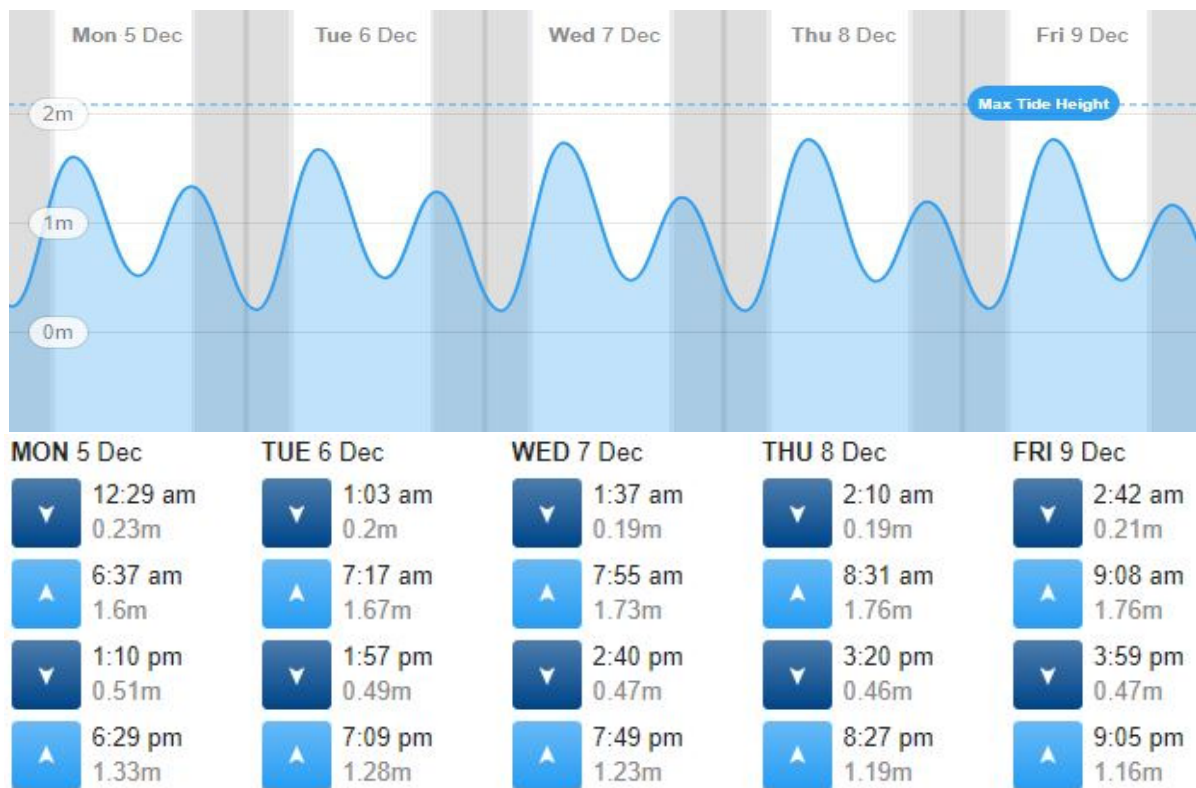 Mon 5 Dec
Tue 6 Dec
Wed 7 Dec
Thu 8 Dec
Fri 9 Dec
Max Tide Height
2m
1m
0m
MON 5 Dec
12:29 am
0.23m
6:37 am
1.6m
1:10 pm
0.51m
6:29 pm
1.33m
TUE 6 Dec
1:03 am
0.2m
7:17 am
1.67m
1:57 pm
0.49m
7:09 pm
1.28m
WED 7 Dec
1:37 am
0.19m
7:55 am
1.73m
2:40 pm
0.47m
7:49 pm
1.23m
THU 8 Dec
2:10 am
0.19m
8:31 am
1.76m
3:20 pm
0.46m
8:27 pm
1.19m
FRI 9 Dec
2:42 am
0.21m
9:08 am
1.76m
3:59 pm
0.47m
9:05 pm
1.16m